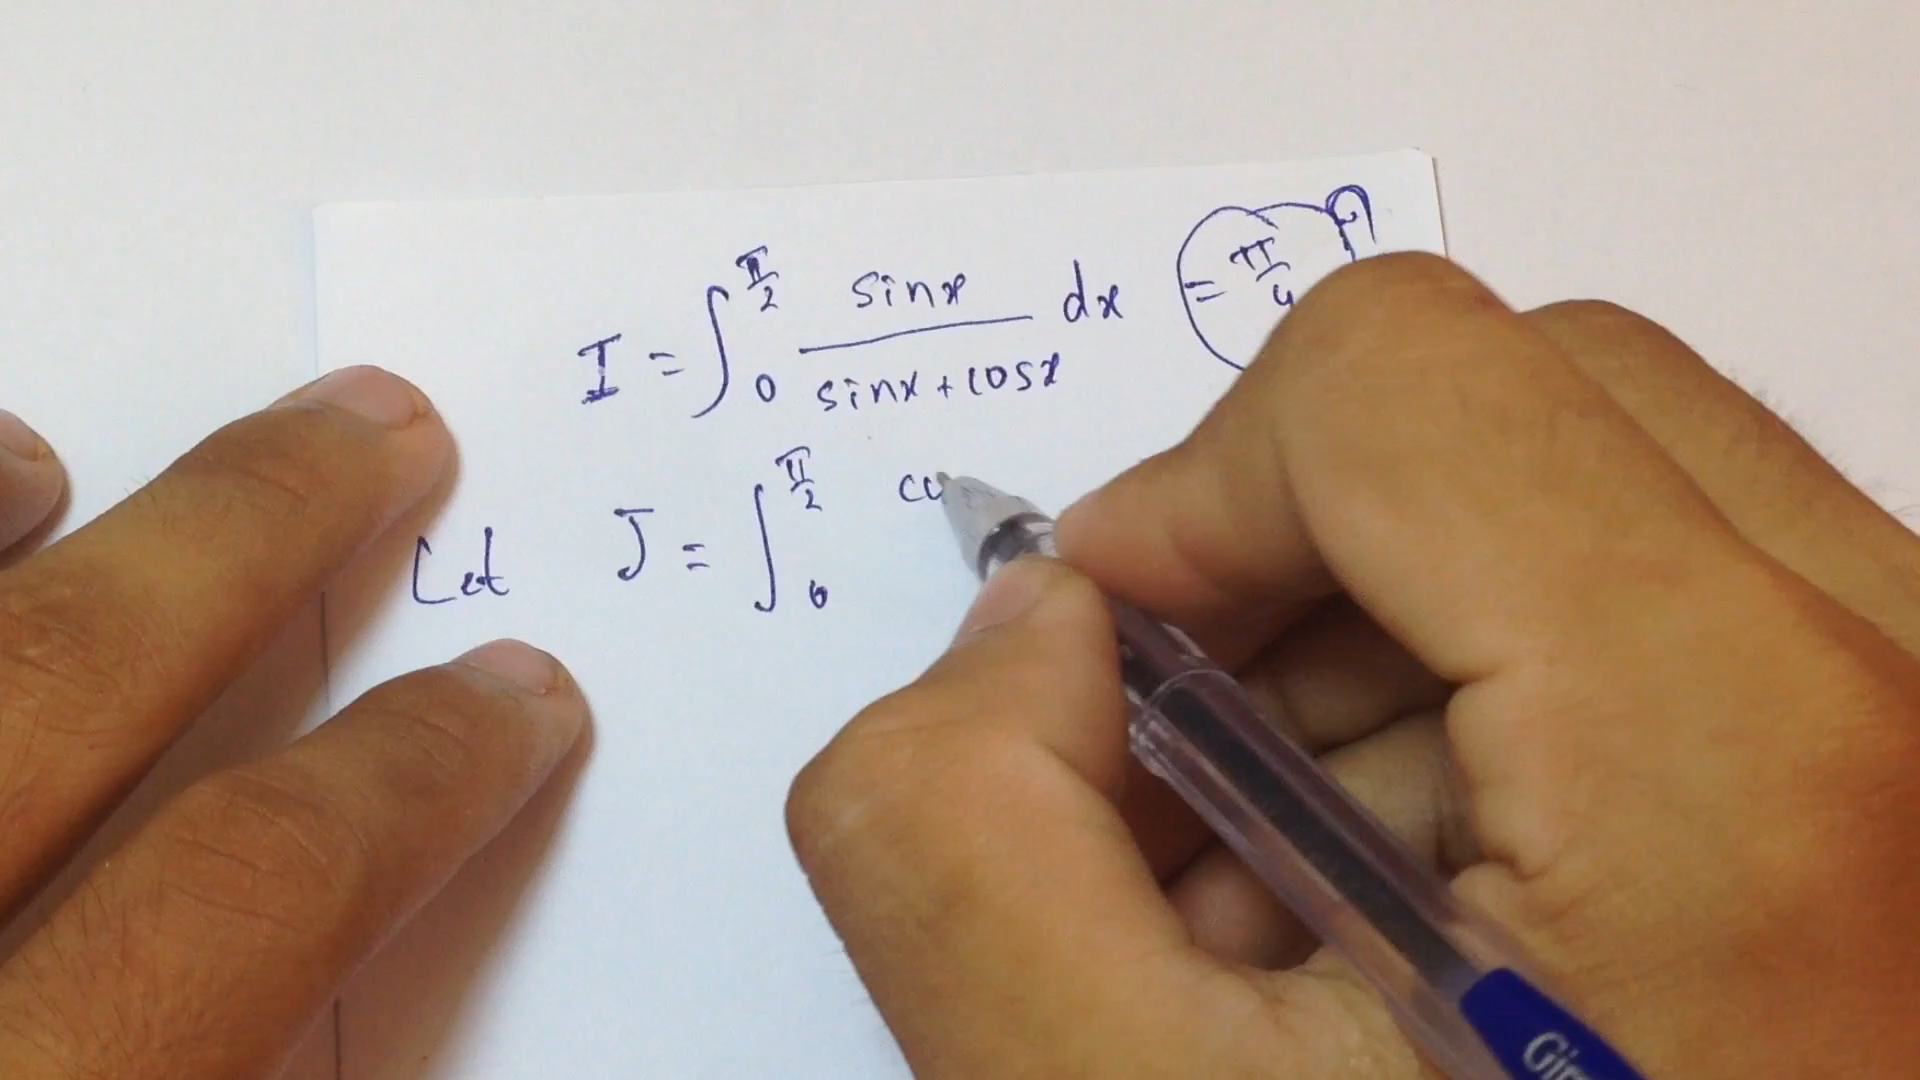 I = ∫₀^π/2 sinx / sinx + cosx dx = π/4
Let J = ∫₀^π/2 co